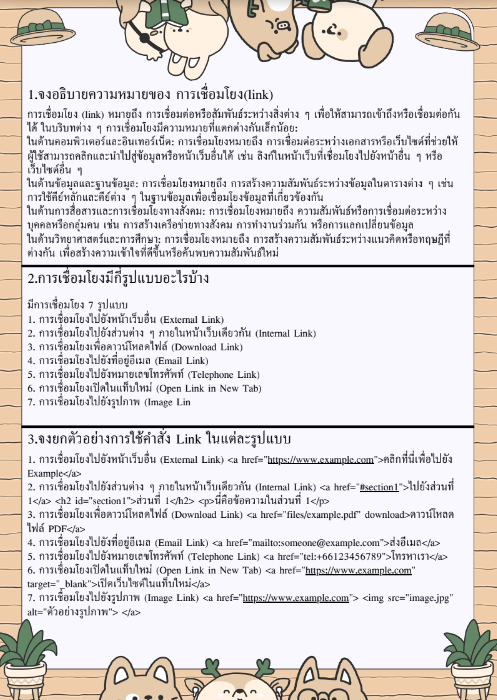 1.จงอธิบายความหมายของ การเชื่อมโยง(link)
การเชื่อมโยง (link) หมายถึง การเชื่อมต่อหรือสัมพันธ์ระหว่างสิ่งต่าง ๆ เพื่อให้สามารถเข้าถึงหรือเชื่อมต่อกัน
ได้ ในบริบทต่าง ๆ การเชื่อมโยงมีความหมายที่แตกต่างกันเล็กน้อย:
ในด้านคอมพิวเตอร์และอินเทอร์เน็ต: การเชื่อมโยงหมายถึง การเชื่อมต่อระหว่างเอกสารหรือเว็บไซต์ที่ช่วยให้
ผู้ใช้สามารถคลิกและนำไปสู่ข้อมูลหรือหน้าเว็บอื่นได้ เช่น ลิงก์ในหน้าเว็บที่เชื่อมโยงไปยังหน้าอื่น ๆ หรือ
เว็บไซต์อื่น ๆ
ในด้านข้อมูลและฐานข้อมูล: การเชื่อมโยงหมายถึง การสร้างความสัมพันธ์ระหว่างข้อมูลในตารางต่าง ๆ เช่น
การใช้คีย์หลักและคีย์ต่าง ๆ ในฐานข้อมูลเพื่อเชื่อมโยงข้อมูลที่เกี่ยวข้องกัน
ในด้านการสื่อสารและการเชื่อมโยงทางสังคม: การเชื่อมโยงหมายถึง ความสัมพันธ์หรือการเชื่อมต่อระหว่าง
บุคคลหรือกลุ่มคน เช่น การสร้างเครือข่ายทางสังคม การทำงานร่วมกัน หรือการแลกเปลี่ยนข้อมูล
ในด้านวิทยาศาสตร์และการศึกษา: การเชื่อมโยงหมายถึง การสร้างความสัมพันธ์ระหว่างแนวคิดหรือทฤษฎีที่
ต่างกัน เพื่อสร้างความเข้าใจที่ดีขึ้นหรือค้นพบความสัมพันธ์ใหม่
2.การเชื่อมโยงมีกี่รูปแบบอะไรบ้าง
มีการเชื่อมโยง 7 รูปแบบ
1. การเชื่อมโยงไปยังหน้าเว็บอื่น (External Link)
2. การเชื่อมโยงไปยังส่วนต่าง ๆ ภายในหน้าเว็บเดียวกัน (Internal Link)
3. การเชื่อมโยงเพื่อดาวน์โหลดไฟล์ (Download Link)
4. การเชื่อมโยงไปยังที่อยู่อีเมล (Email Link)
5. การเชื่อมโยงไปยังหมายเลขโทรศัพท์ (Telephone Link)
6. การเชื่อมโยงเปิดในแท็บใหม่ (Open Link in New Tab)
7. การเชื่อมโยงไปยังรูปภาพ (Image Lin
3.จงยกตัวอย่างการใช้คำสั่ง Link ในแต่ละรูปแบบ
1. การเชื่อมโยงไปยังหน้าเว็บอื่น (External Link) <a href="https://www.example.com">คลิกที่นี่เพื่อไปยัง
Example</a>
2. การเชื่อมโยงไปยังส่วนต่าง ๆ ภายในหน้าเว็บเดียวกัน (Internal Link) <a href="#section1">ไปยังส่วนที่
1</a> <h2 id="section1">ส่วนที่ 1</h2> <p>นี่คือข้อความในส่วนที่ 1</p>
3. การเชื่อมโยงเพื่อดาวน์โหลดไฟล์ (Download Link) <a href="files/example.pdf" download>ดาวน์โหลด
ไฟล์ PDF</a>
4. การเชื่อมโยงไปยังที่อยู่อีเมล (Email Link) <a href="mailto:someone@example.com">ส่งอีเมล</a>
5. การเชื่อมโยงไปยังหมายเลขโทรศัพท์ (Telephone Link) <a href="tel:+66123456789">โทรหาเรา</a>
6. การเชื่อมโยงเปิดในแท็บใหม่ (Open Link in New Tab) <a href="https://www.example.com"
target="_blank">เปิดเว็บไซต์ในแท็บใหม่</a>
7. การเชื่อมโยงไปยังรูปภาพ (Image Link) <a href="https://www.example.com"> <img src="image.jpg"
alt="ตัวอย่างรูปภาพ"> </a>